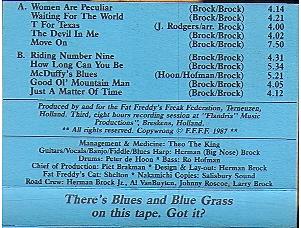 A. Women Are Peculiar (Brock/Brock) 4.14
Waiting For The World (Brock/Brock) 4.21
T For Texas (J. Rodgers/arr. Brock) 4.00
The Devil In Me (Brock/Brock) 4.02
Move On (Brock/Brock) 7.50
B. Riding Number Nine (Brock/Brock) 4.31
How Long Can You Be (Brock/Brock) 5.34
McDuffy's Blues (Hoon/Hofman/Brock) 5.21
Good Ol' Mountain Man (Brock/Brock) 4.05
Just A Matter Of Time (Brock/Brock) 4.12
Produced by and for the Fat Freddy's Freak Federation, Terneuzen,
Holland. Third, eight hours recording session at "Flandris" Music
Productions", Breskens, Holland.
** All rights reserved. Copywrong © F.F.F.F. 1987 **
Management & Medicine: Theo The King
Guitars/Vocals/Banjo/Fiddle/Blues Harp: Herman (Big Nose) Brock
Drums: Peter de Hoon * Bass: Ro Hofman
Chief of Production: Piet Brakman * Design & Lay-out: Herman Brock
Fat Freddy's Cat: Shelton * Nakamichi Copies: Salisbury Sound
Road Crew: Herman Brock Jr., Al VanBuyten, Johnny Roscoe, Larry Brock
There's Blues and Blue Grass
on this tape. Got it?